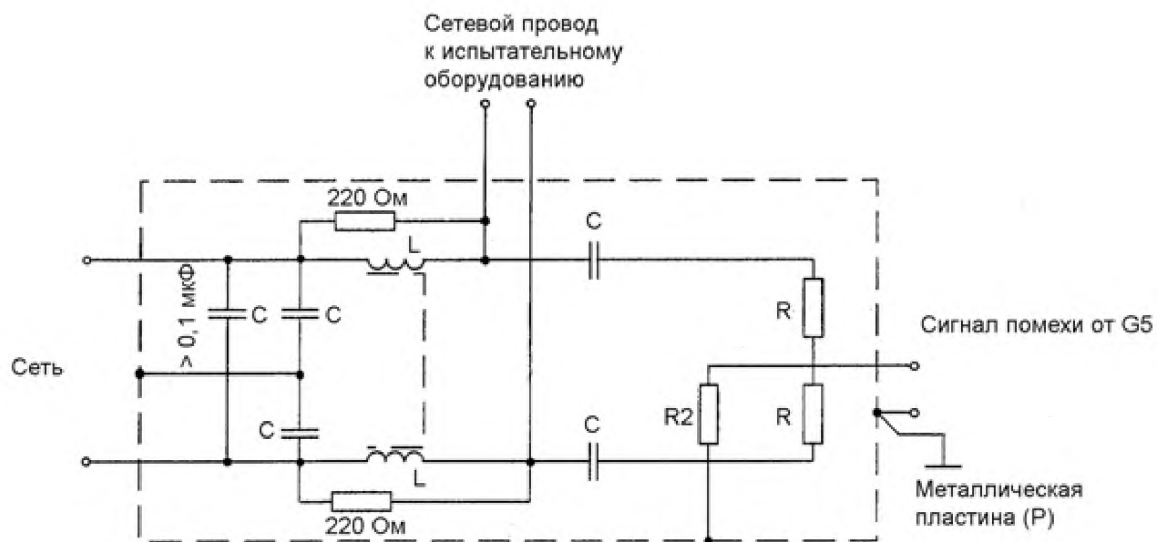 Сетевой провод
к испытательному
оборудованию
220 Ом
L
C
> 0,1 мкФ
C
C
R
Сигнал помехи от G5
Сеть
C
C
R2
R
L
Металлическая
пластина (P)
220 Ом